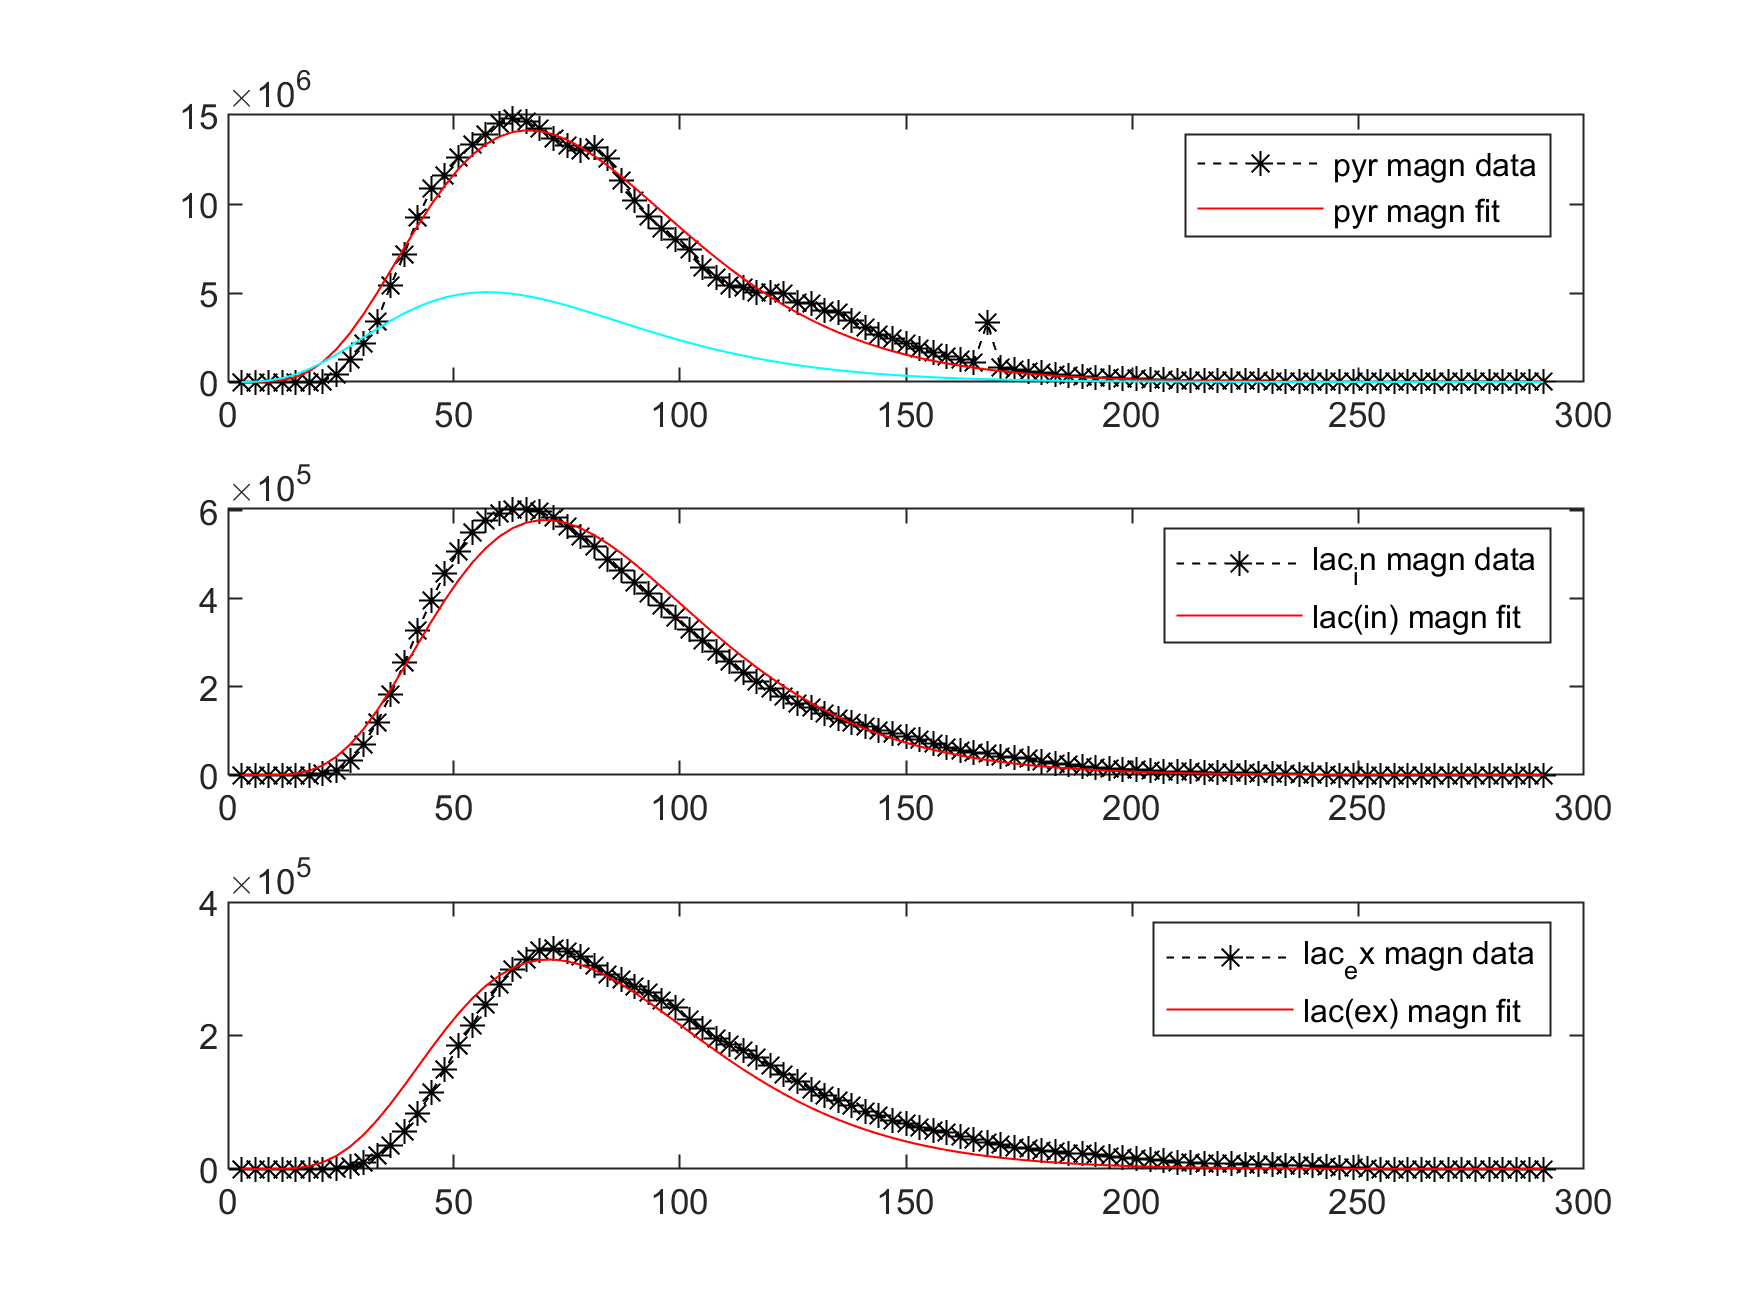 ×10^6
15
10
5
0
0 50 100 150 200 250 300
pyr magn data
pyr magn fit
×10^5
6
4
2
0
0 50 100 150 200 250 300
lac_in magn data
lac(in) magn fit
×10^5
4
2
0
0 50 100 150 200 250 300
lac_ex magn data
lac(ex) magn fit